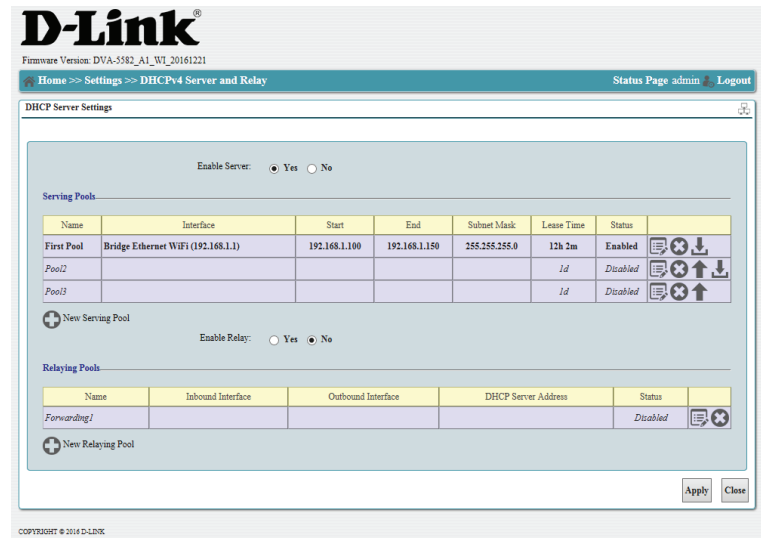 D-Link®
Firmware Version: DVA-5582_A1_WI_20161221
Home >> Settings >> DHCPv4 Server and Relay Status Page admin Logout
DHCP Server Settings
Enable Server: Yes No
Serving Pools
Name Interface Start End Subnet Mask Lease Time Status
First Pool Bridge Ethernet WiFi (192.168.1.1) 192.168.1.100 192.168.1.150 255.255.255.0 12h 2m Enabled
Pool2 1d Disabled
Pool3 1d Disabled
New Serving Pool
Enable Relay: Yes No
Relaying Pools
Name Inbound Interface Outbound Interface DHCP Server Address Status
Forwarding1 Disabled
New Relaying Pool
Apply Close
COPYRIGHT © 2016 D-LINK